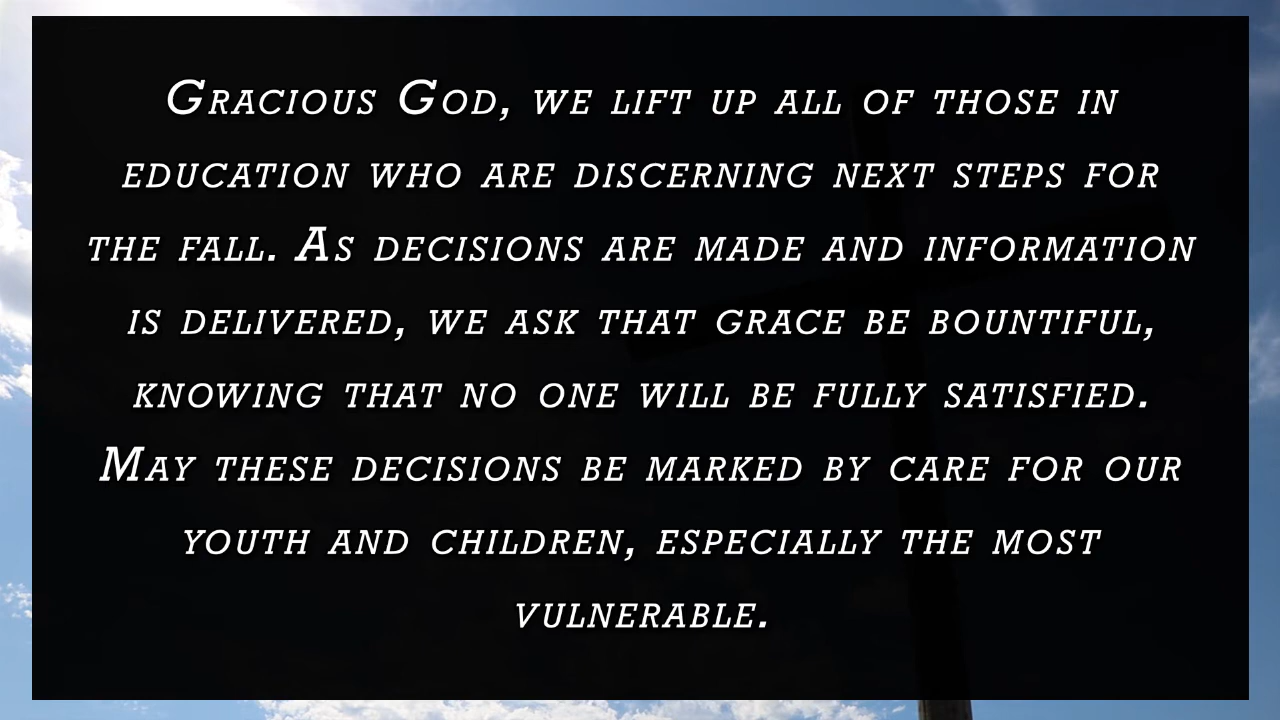 Gracious God, we lift up all of those in
education who are discerning next steps for
the fall. As decisions are made and information
is delivered, we ask that grace be bountiful,
knowing that no one will be fully satisfied.
May these decisions be marked by care for our
youth and children, especially the most
vulnerable.